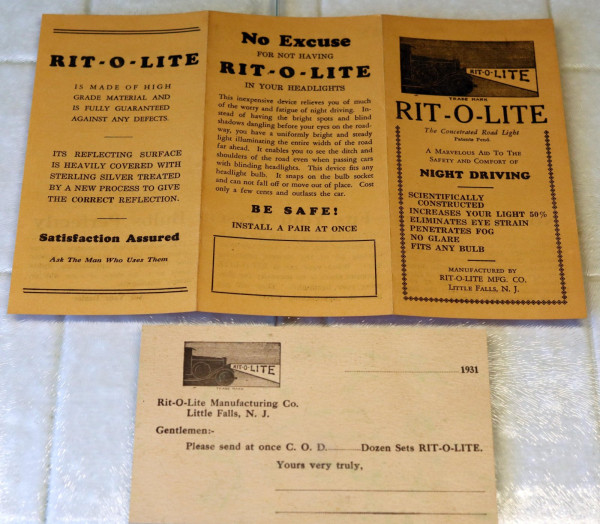 RIT-O-LITE
IS MADE OF HIGH
GRADE MATERIAL AND
IS FULLY GUARANTEED
AGAINST ANY DEFECTS.
ITS REFLECTING SURFACE
IS HEAVILY COVERED WITH
STERLING SILVER TREATED
BY A NEW PROCESS TO GIVE
THE CORRECT REFLECTION.
Satisfaction Assured
Ask The Man Who Uses Them
No Excuse
FOR NOT HAVING
RIT-O-LITE
IN YOUR HEADLIGHTS
This inexpensive device relieves you of much
of the worry and fatigue of night driving. In-
stead of having the bright spots and blind
shadows dangling before your eyes on the road-
way, you have a uniformly bright and steady
light illuminating the entire width of the road
far ahead. It enables you to see the ditch and
shoulders of the road even when passing cars
with blinding headlights. This device fits any
headlight bulb. It snaps on the bulb socket
and can not fall off or move out of place. Cost
only a few cents and outlasts the car.
BE SAFE!
INSTALL A PAIR AT ONCE
RIT-O-LITE
TRADE MARK
RIT-O-LITE
The Concetrated Road Light
Patents Pend.
A MARVELOUS AID TO THE
SAFETY AND COMFORT OF
NIGHT DRIVING
SCIENTIFICALLY
CONSTRUCTED
INCREASES YOUR LIGHT 50%
ELIMINATES EYE STRAIN
PENETRATES FOG
NO GLARE
FITS ANY BULB
MANUFACTURED BY
RIT-O-LITE MFG. CO.
LITTLE FALLS, N. J.
RIT-O-LITE
TRADE MARK
1931
Rit-O-Lite Manufacturing Co.
Little Falls, N. J.
Gentlemen:-
Please send at once C. O. D. Dozen Sets RIT-O-LITE.
Yours very truly,